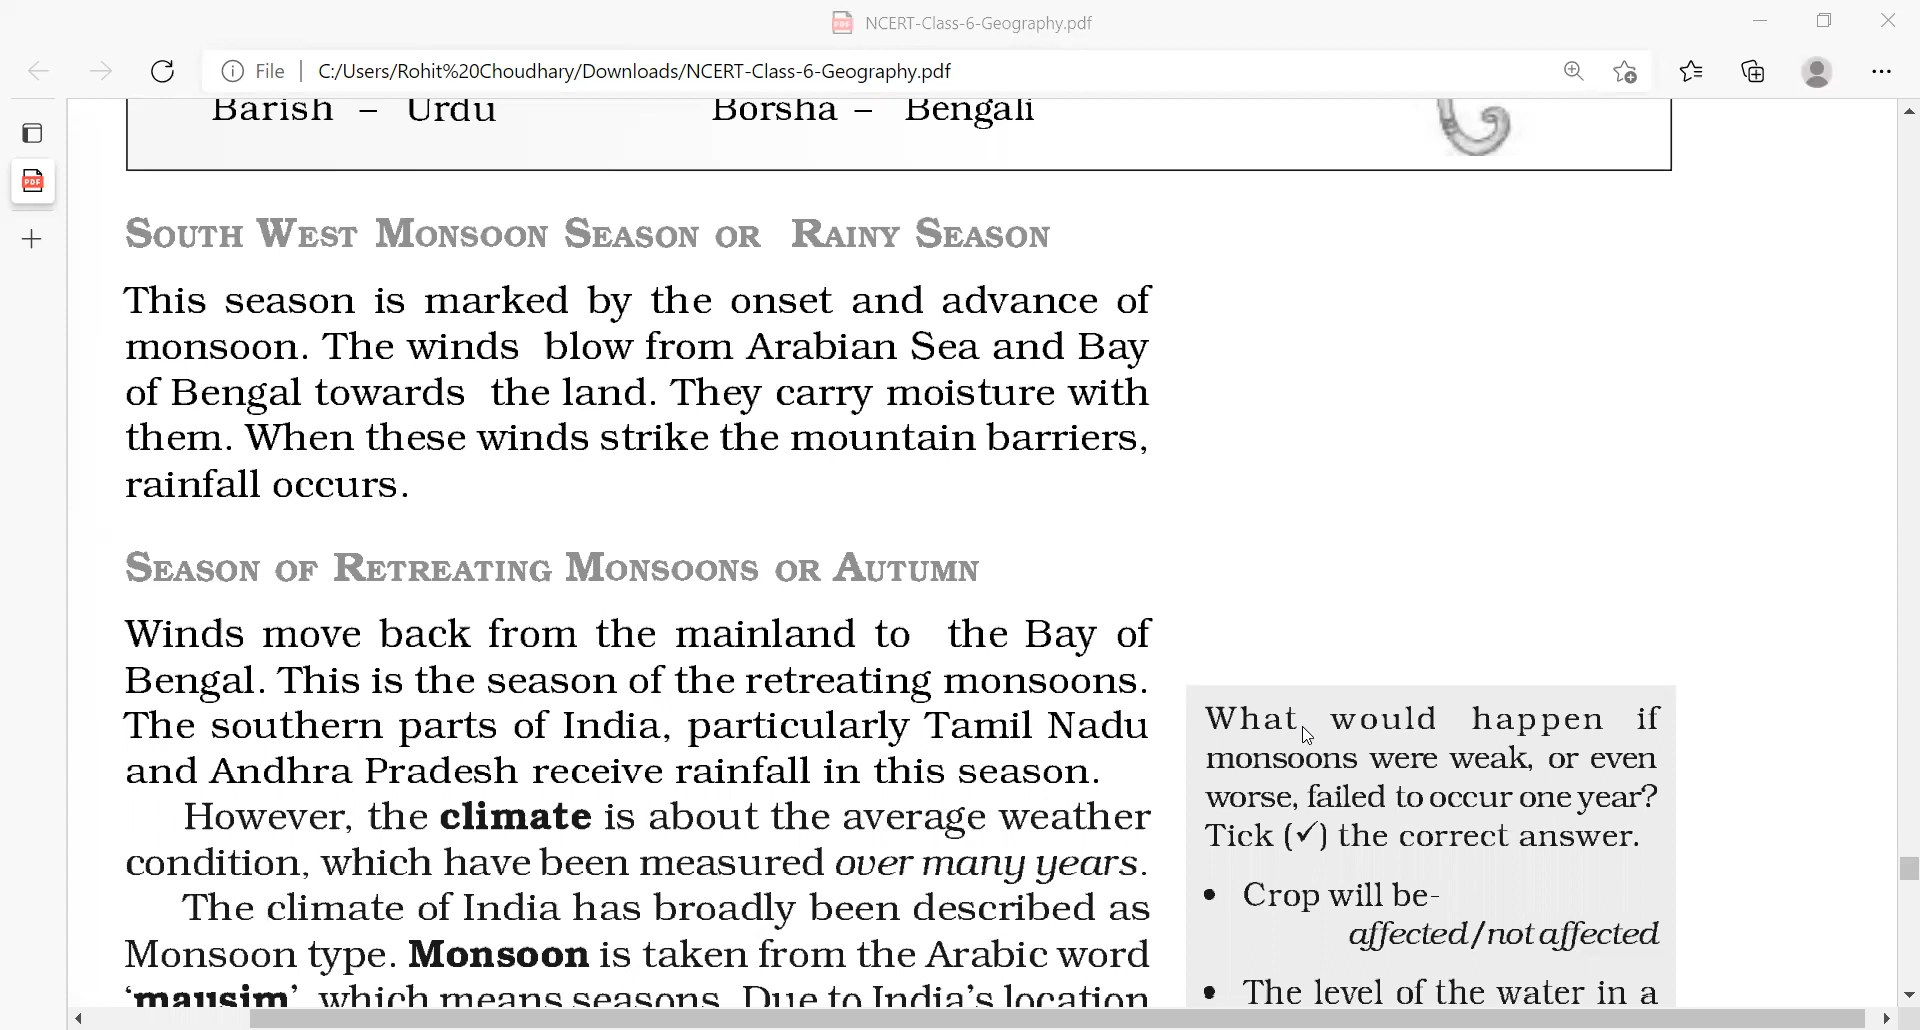 NCERT-Class-6-Geography.pdf
File | C:/Users/Rohit%20Choudhary/Downloads/NCERT-Class-6-Geography.pdf
Barish – Urdu Borsha – Bengali
SOUTH WEST MONSOON SEASON OR RAINY SEASON
This season is marked by the onset and advance of
monsoon. The winds blow from Arabian Sea and Bay
of Bengal towards the land. They carry moisture with
them. When these winds strike the mountain barriers,
rainfall occurs.
SEASON OF RETREATING MONSOONS OR AUTUMN
Winds move back from the mainland to the Bay of
Bengal. This is the season of the retreating monsoons.
The southern parts of India, particularly Tamil Nadu
and Andhra Pradesh receive rainfall in this season.
However, the climate is about the average weather
condition, which have been measured over many years.
The climate of India has broadly been described as
Monsoon type. Monsoon is taken from the Arabic word
‘mausim’, which means seasons. Due to India’s location
What would happen if
monsoons were weak, or even
worse, failed to occur one year?
Tick (✓) the correct answer.
• Crop will be-
affected/not affected
• The level of the water in a